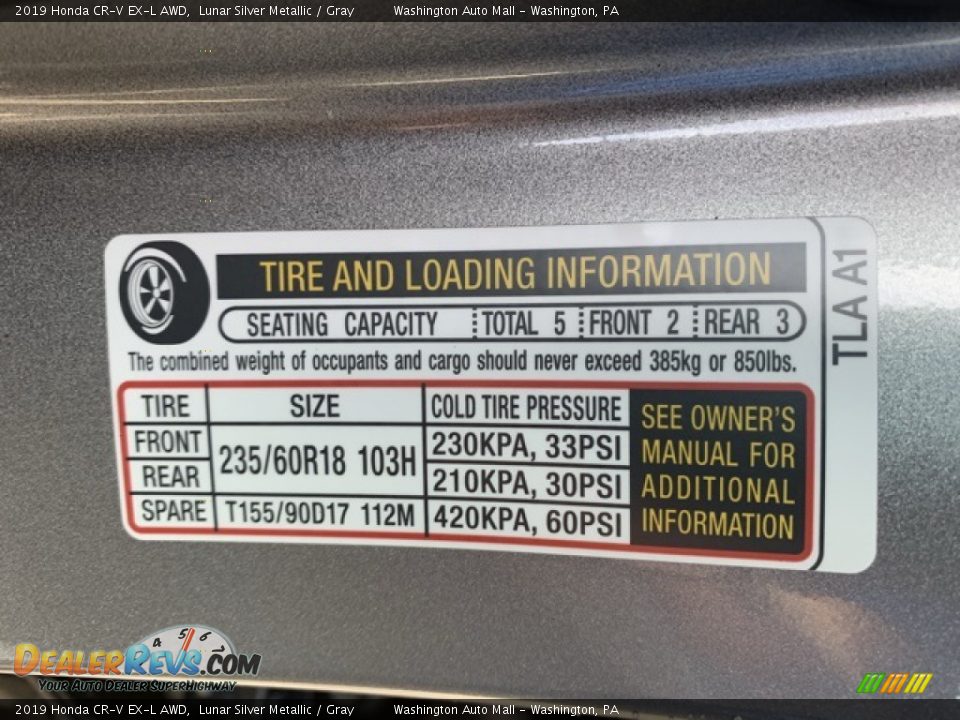 2019 Honda CR-V EX-L AWD, Lunar Silver Metallic / Gray Washington Auto Mall - Washington, PA
TIRE AND LOADING INFORMATION
SEATING CAPACITY TOTAL 5 FRONT 2 REAR 3
The combined weight of occupants and cargo should never exceed 385kg or 850lbs.
TIRE SIZE COLD TIRE PRESSURE
FRONT 235/60R18 103H 230KPA, 33PSI
REAR 210KPA, 30PSI
SPARE T155/90D17 112M 420KPA, 60PSI
SEE OWNER'S
MANUAL FOR
ADDITIONAL
INFORMATION
TLA A1
4 5 6
DEALERREVS.COM
YOUR AUTO DEALER SUPERHIGHWAY
2019 Honda CR-V EX-L AWD, Lunar Silver Metallic / Gray Washington Auto Mall - Washington, PA